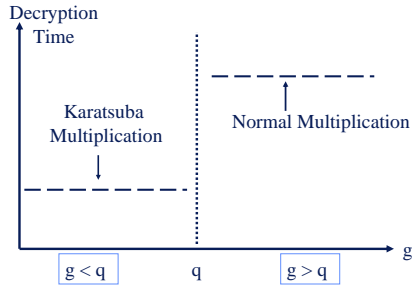 Decryption
Time
Karatsuba
Multiplication
Normal Multiplication
g
g < q
q
g > q